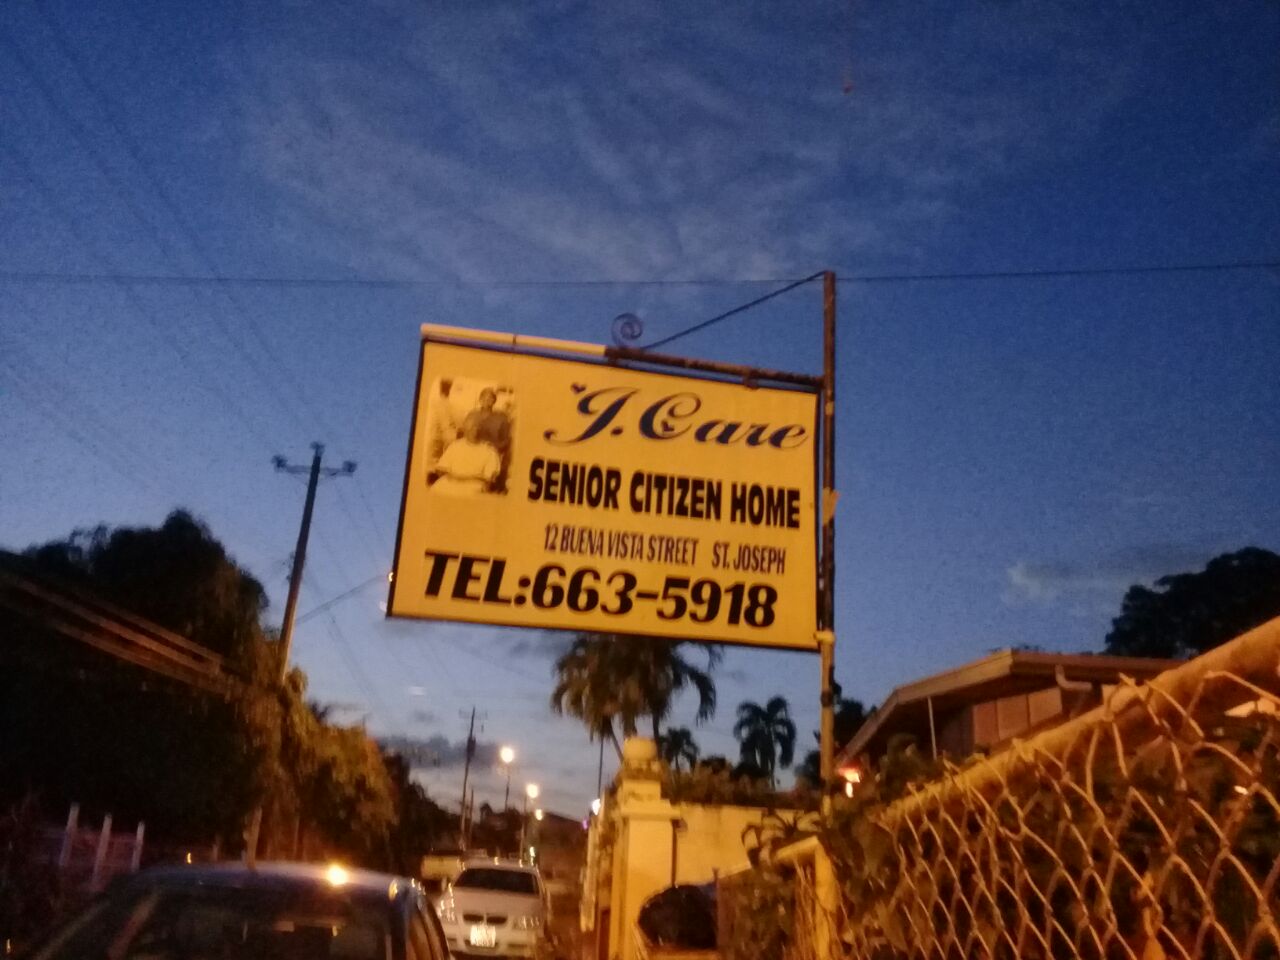 J. Care
SENIOR CITIZEN HOME
12 BUENA VISTA STREET ST. JOSEPH
TEL:663-5918